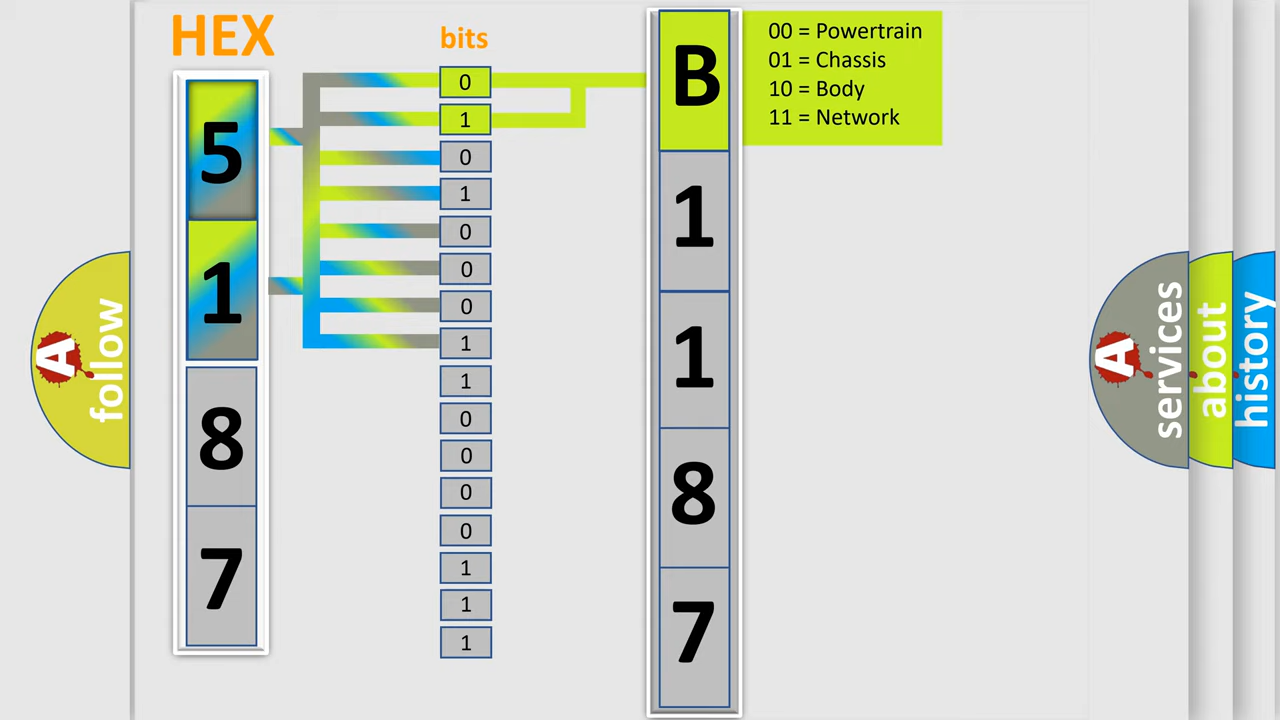 HEX
bits
5
1
8
7
0
1
0
1
0
0
0
1
1
0
0
0
0
1
1
1
B
1
1
8
7
00 = Powertrain
01 = Chassis
10 = Body
11 = Network
A
follow
A
services
about
history